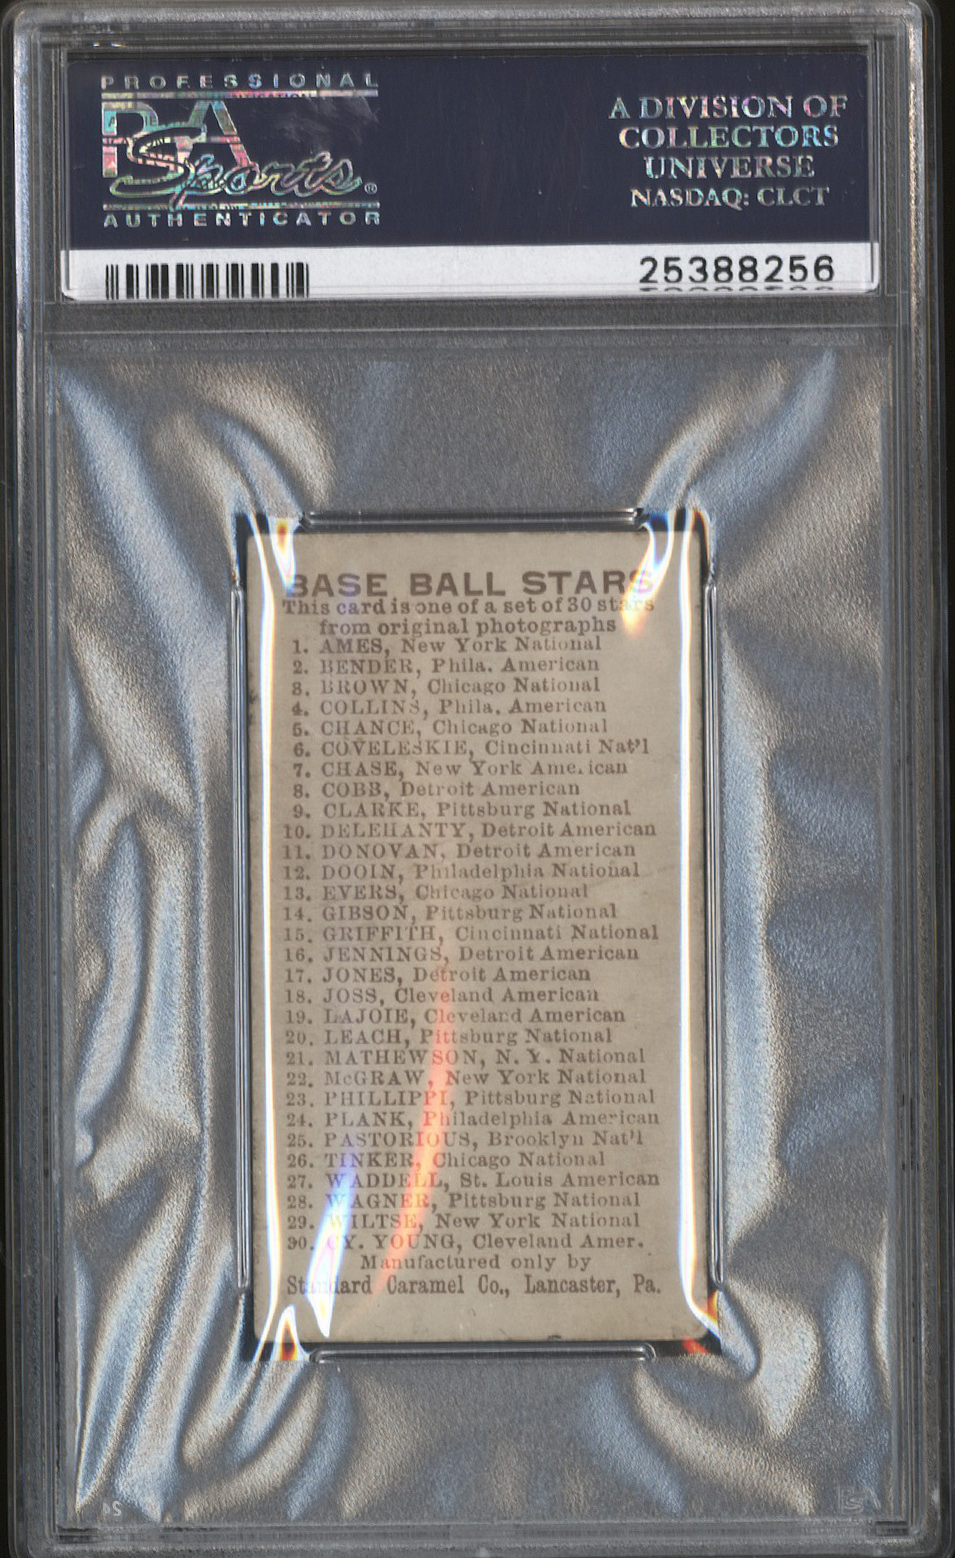 PROFESSIONAL
PSA
Sports®
AUTHENTICATOR
A DIVISION OF
COLLECTORS
UNIVERSE
NASDAQ: CLCT
25388256
BASE BALL STARS
This card is one of a set of 30 stars
from original photographs
1. AMES, New York National
2. BENDER, Phila. American
3. BROWN, Chicago National
4. COLLINS, Phila. American
5. CHANCE, Chicago National
6. COVELESKIE, Cincinnati Nat'l
7. CHASE, New York American
8. COBB, Detroit American
9. CLARKE, Pittsburg National
10. DELEHANTY, Detroit American
11. DONOVAN, Detroit American
12. DOOIN, Philadelphia National
13. EVERS, Chicago National
14. GIBSON, Pittsburg National
15. GRIFFITH, Cincinnati National
16. JENNINGS, Detroit American
17. JONES, Detroit American
18. JOSS, Cleveland American
19. LAJOIE, Cleveland American
20. LEACH, Pittsburg National
21. MATHEWSON, N. Y. National
22. McGRAW, New York National
23. PHILLIPPI, Pittsburg National
24. PLANK, Philadelphia American
25. PASTORIOUS, Brooklyn Nat'l
26. TINKER, Chicago National
27. WADDELL, St. Louis American
28. WAGNER, Pittsburg National
29. WILTSE, New York National
30. CY. YOUNG, Cleveland Amer.
Manufactured only by
Standard Caramel Co., Lancaster, Pa.